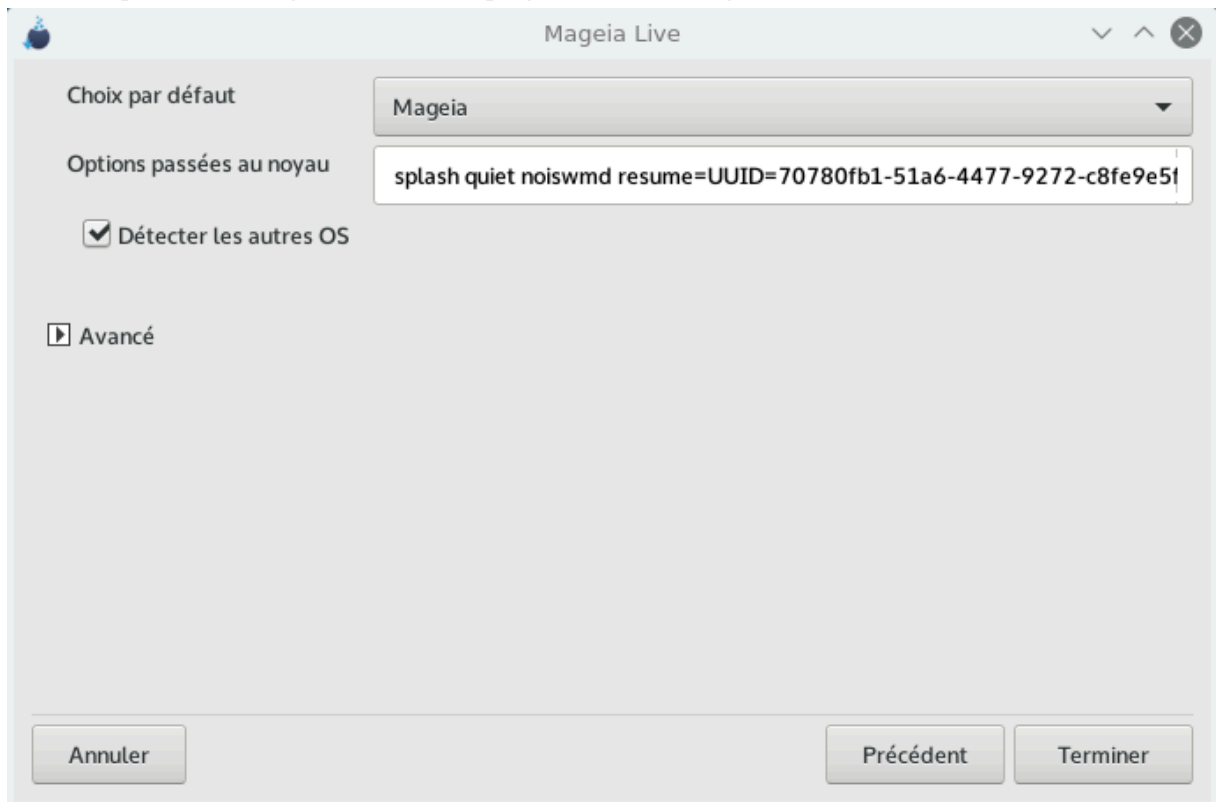 Mageia Live
Choix par défaut
Mageia
Options passées au noyau
splash quiet noiswmd resume=UUID=70780fb1-51a6-4477-9272-c8fe9e5f
Détecter les autres OS
Avancé
Annuler
Précédent
Terminer